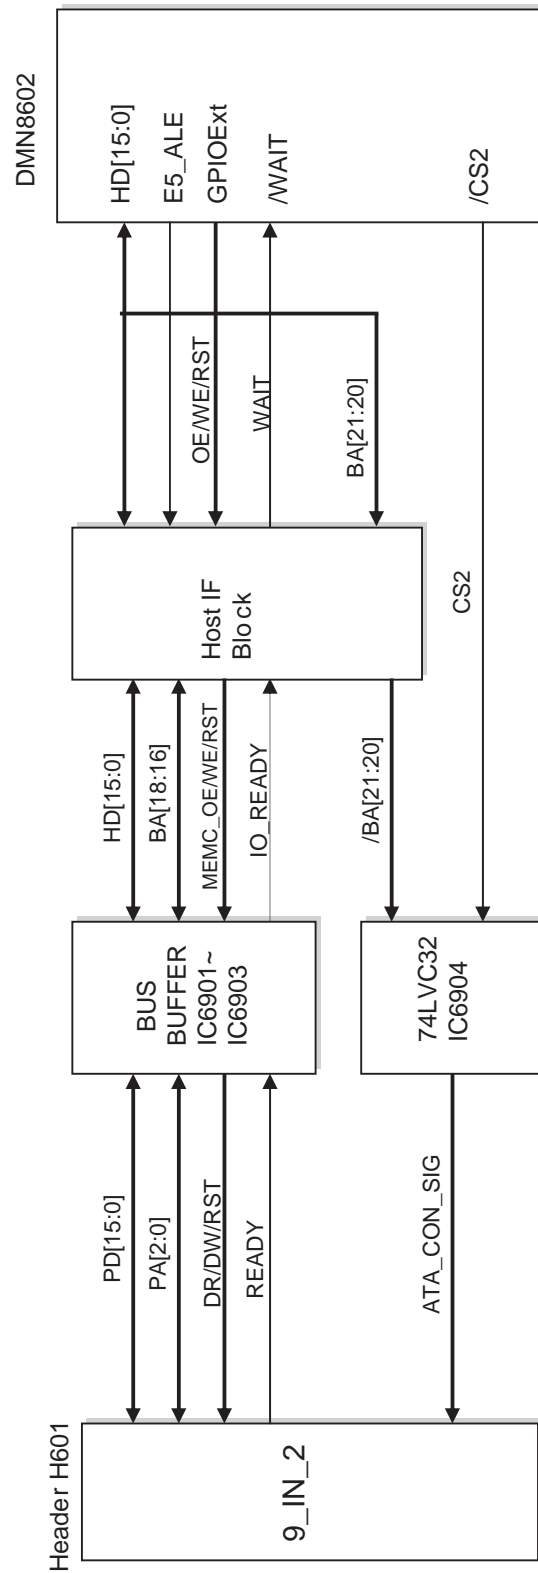 Header H601
9_IN_2
PD[15:0]
PA[2:0]
DR/DW/RST
READY
ATA_CON_SIG
BUS
BUFFER
IC6901~
IC6903
74LVC32
IC6904
HD[15:0]
BA[18:16]
MEMC_OE/WE/RST
IO_READY
/BA[21:20]
Host IF
Block
OE/WE/RST
WAIT
BA[21:20]
CS2
DMN8602
HD[15:0]
E5_ALE
GPIOExt
/WAIT
/CS2